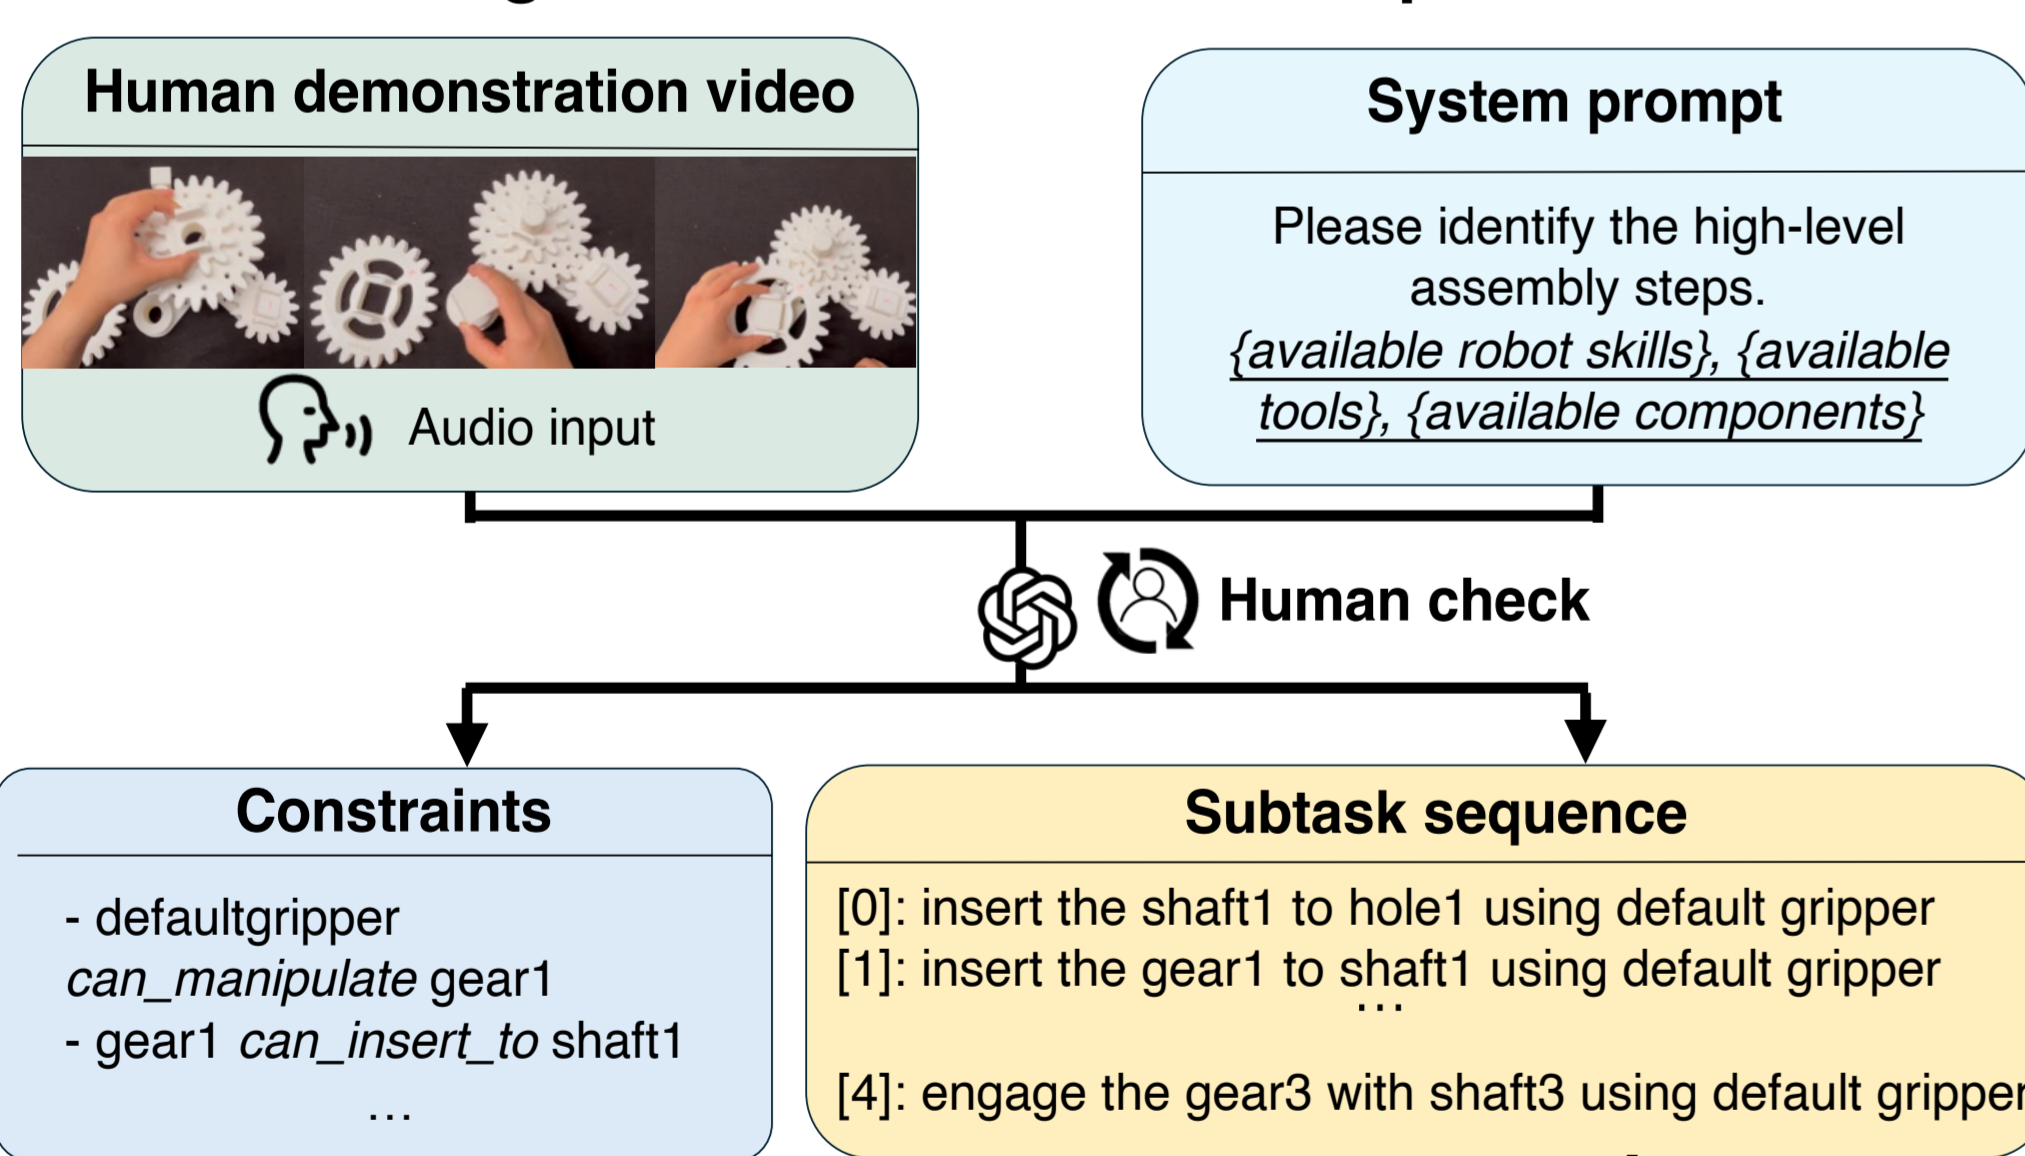 Human demonstration video
System prompt
Please identify the high-level
assembly steps.
{available robot skills}, {available
tools}, {available components}
Audio input
Human check
Constraints
- defaultgripper
can_manipulate gear1
- gear1 can_insert_to shaft1
...
Subtask sequence
[0]: insert the shaft1 to hole1 using default gripper
[1]: insert the gear1 to shaft1 using default gripper
...
[4]: engage the gear3 with shaft3 using default gripper